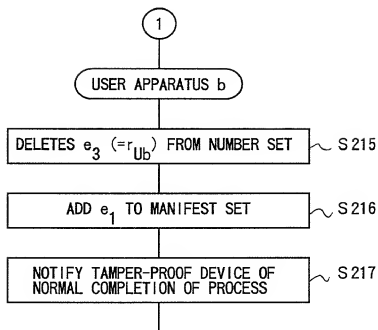 1
USER APPARATUS b
DELETES e3 (=rUb) FROM NUMBER SET
S215
ADD e1 TO MANIFEST SET
S216
NOTIFY TAMPER-PROOF DEVICE OF
NORMAL COMPLETION OF PROCESS
S217